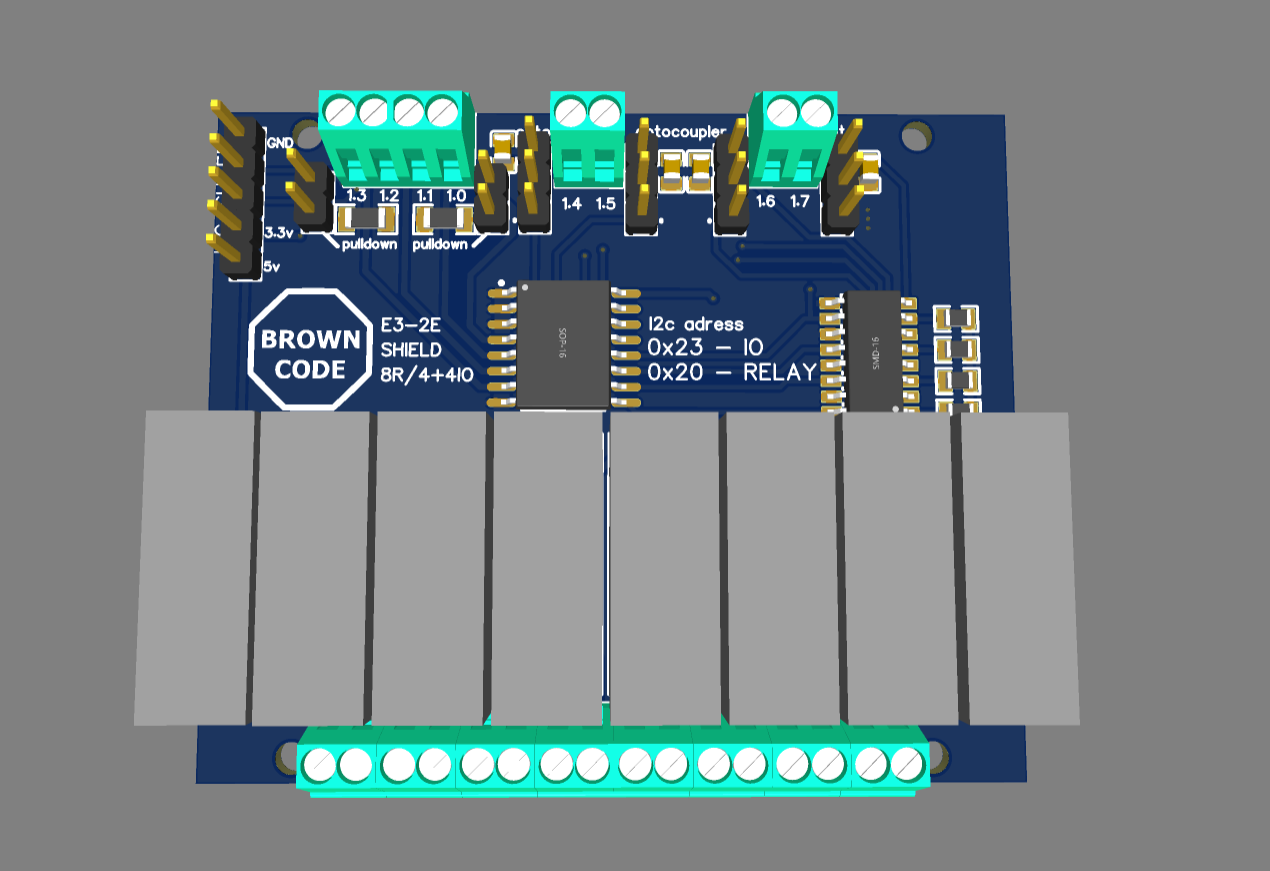 GND
octocoupler
1.3 1.2 1.1 1.0
1.4 1.5
1.6 1.7
3.3v
pulldown pulldown
5v
BROWN
CODE
E3-2E
SHIELD
8R/4+4IO
SOP-16
I2c adress
0x23 - IO
0x20 - RELAY
SMD-16